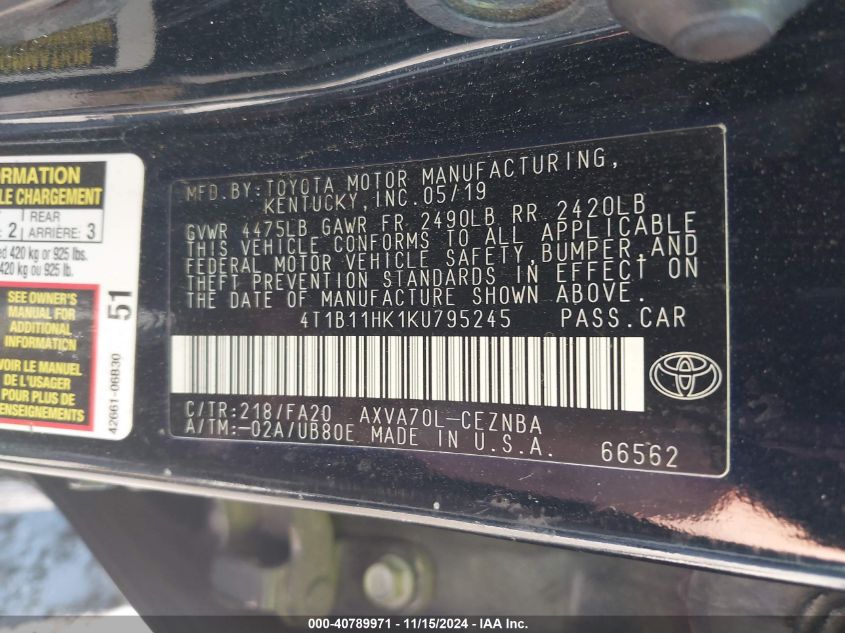 ORMATION
LE CHARGEMENT
2 REAR 3
ARRIÈRE:
ed 420 kg or 925 lbs.
420 kg ou 925 lb.
SEE OWNER'S
MANUAL FOR
ADDITIONAL
INFORMATION
VOIR LE MANUEL
DE L'USAGER
POUR PLUS DE
RENSEIGNEMENTS
51
42661-06B30
MFD. BY: TOYOTA MOTOR MANUFACTURING,
KENTUCKY, INC. 05/19
GVWR 4475LB GAWR FR 2490LB RR 2420LB
THIS VEHICLE CONFORMS TO ALL APPLICABLE
FEDERAL MOTOR VEHICLE SAFETY, BUMPER, AND
THEFT PREVENTION STANDARDS IN EFFECT ON
THE DATE OF MANUFACTURE SHOWN ABOVE.
4T1B11HK1KU795245 PASS.CAR
C/TR:218/FA20 AXVA70L-CEZNBA
A/TM:-02A/UB80E MADE IN U.S.A.
66562
000-40789971 - 11/15/2024 - IAA Inc.